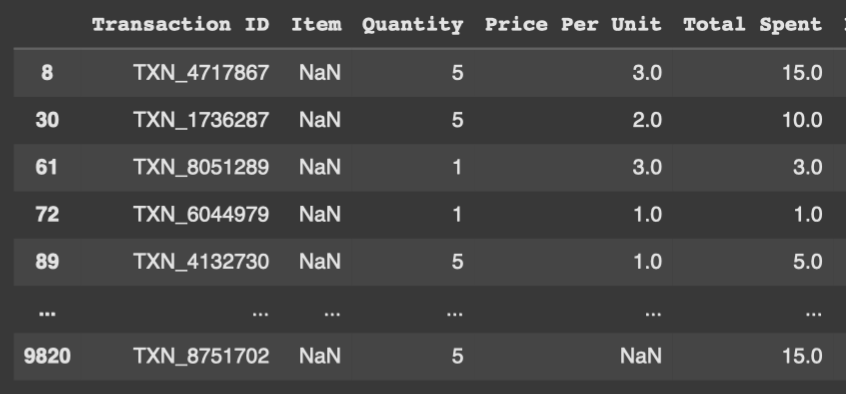 Transaction ID Item Quantity Price Per Unit Total Spent
8 TXN_4717867 NaN 5 3.0 15.0
30 TXN_1736287 NaN 5 2.0 10.0
61 TXN_8051289 NaN 1 3.0 3.0
72 TXN_6044979 NaN 1 1.0 1.0
89 TXN_4132730 NaN 5 1.0 5.0
... ... ... ... ... ...
9820 TXN_8751702 NaN 5 NaN 15.0